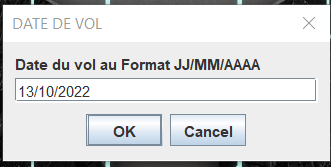 DATE DE VOL
Date du vol au Format JJ/MM/AAAA
13/10/2022
OK Cancel